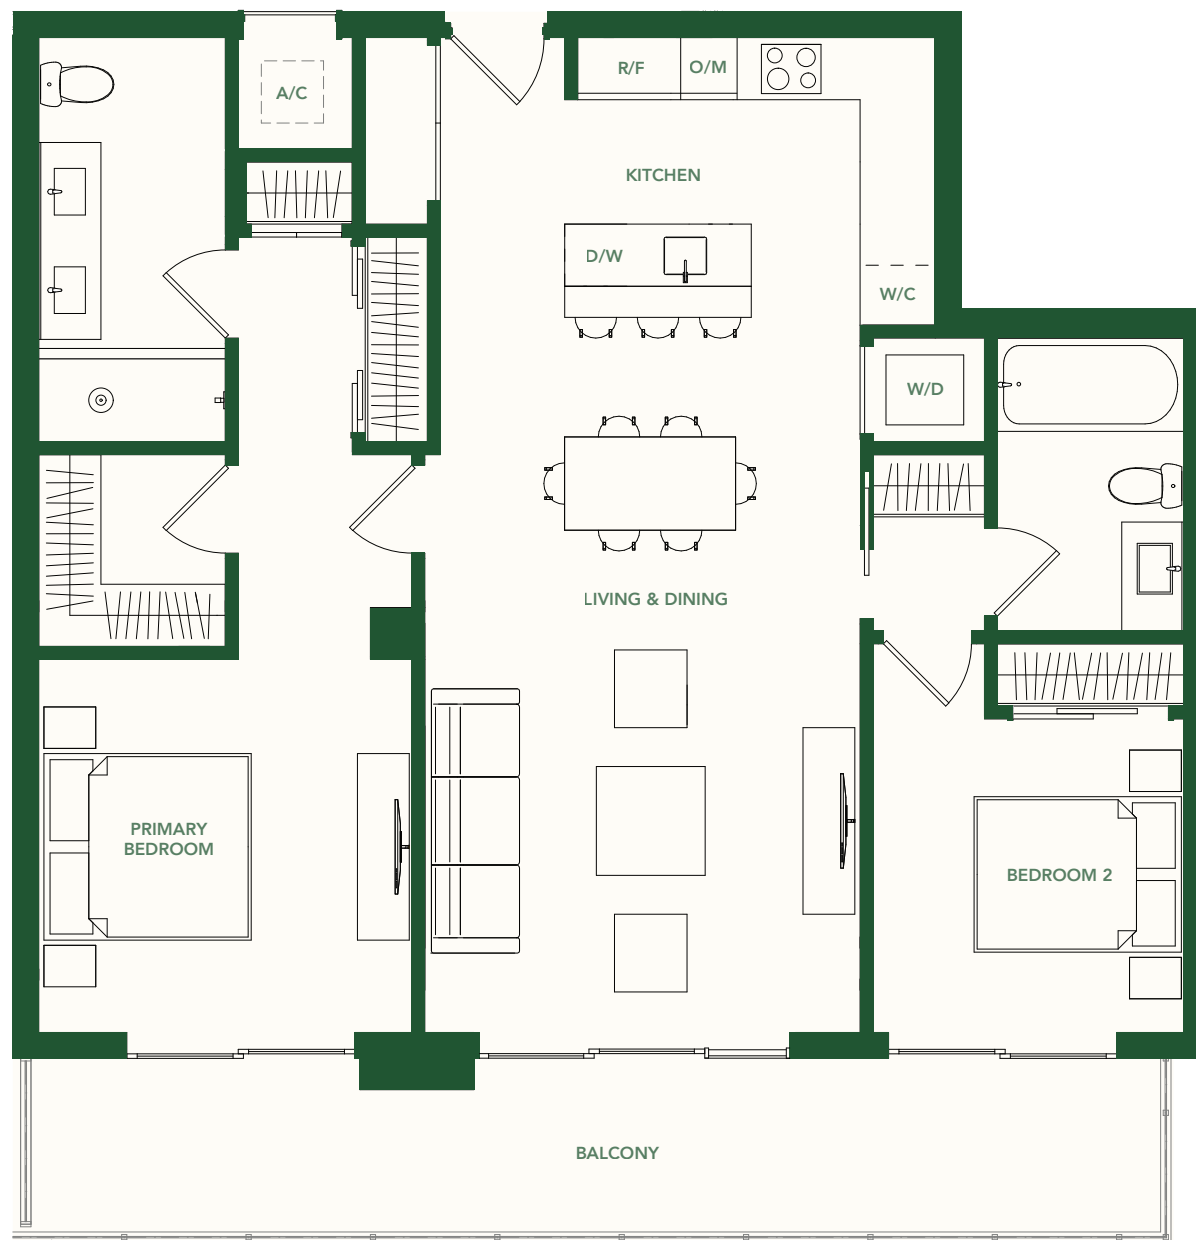 R/F
O/M
A/C
KITCHEN
D/W
W/C
W/D
LIVING & DINING
PRIMARY
BEDROOM
BEDROOM 2
BALCONY